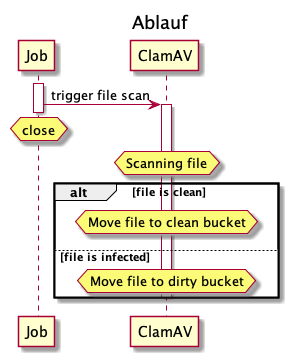 Ablauf
Job
ClamAV
trigger file scan
close
Scanning file
alt
[file is clean]
Move file to clean bucket
[file is infected]
Move file to dirty bucket
Job
ClamAV